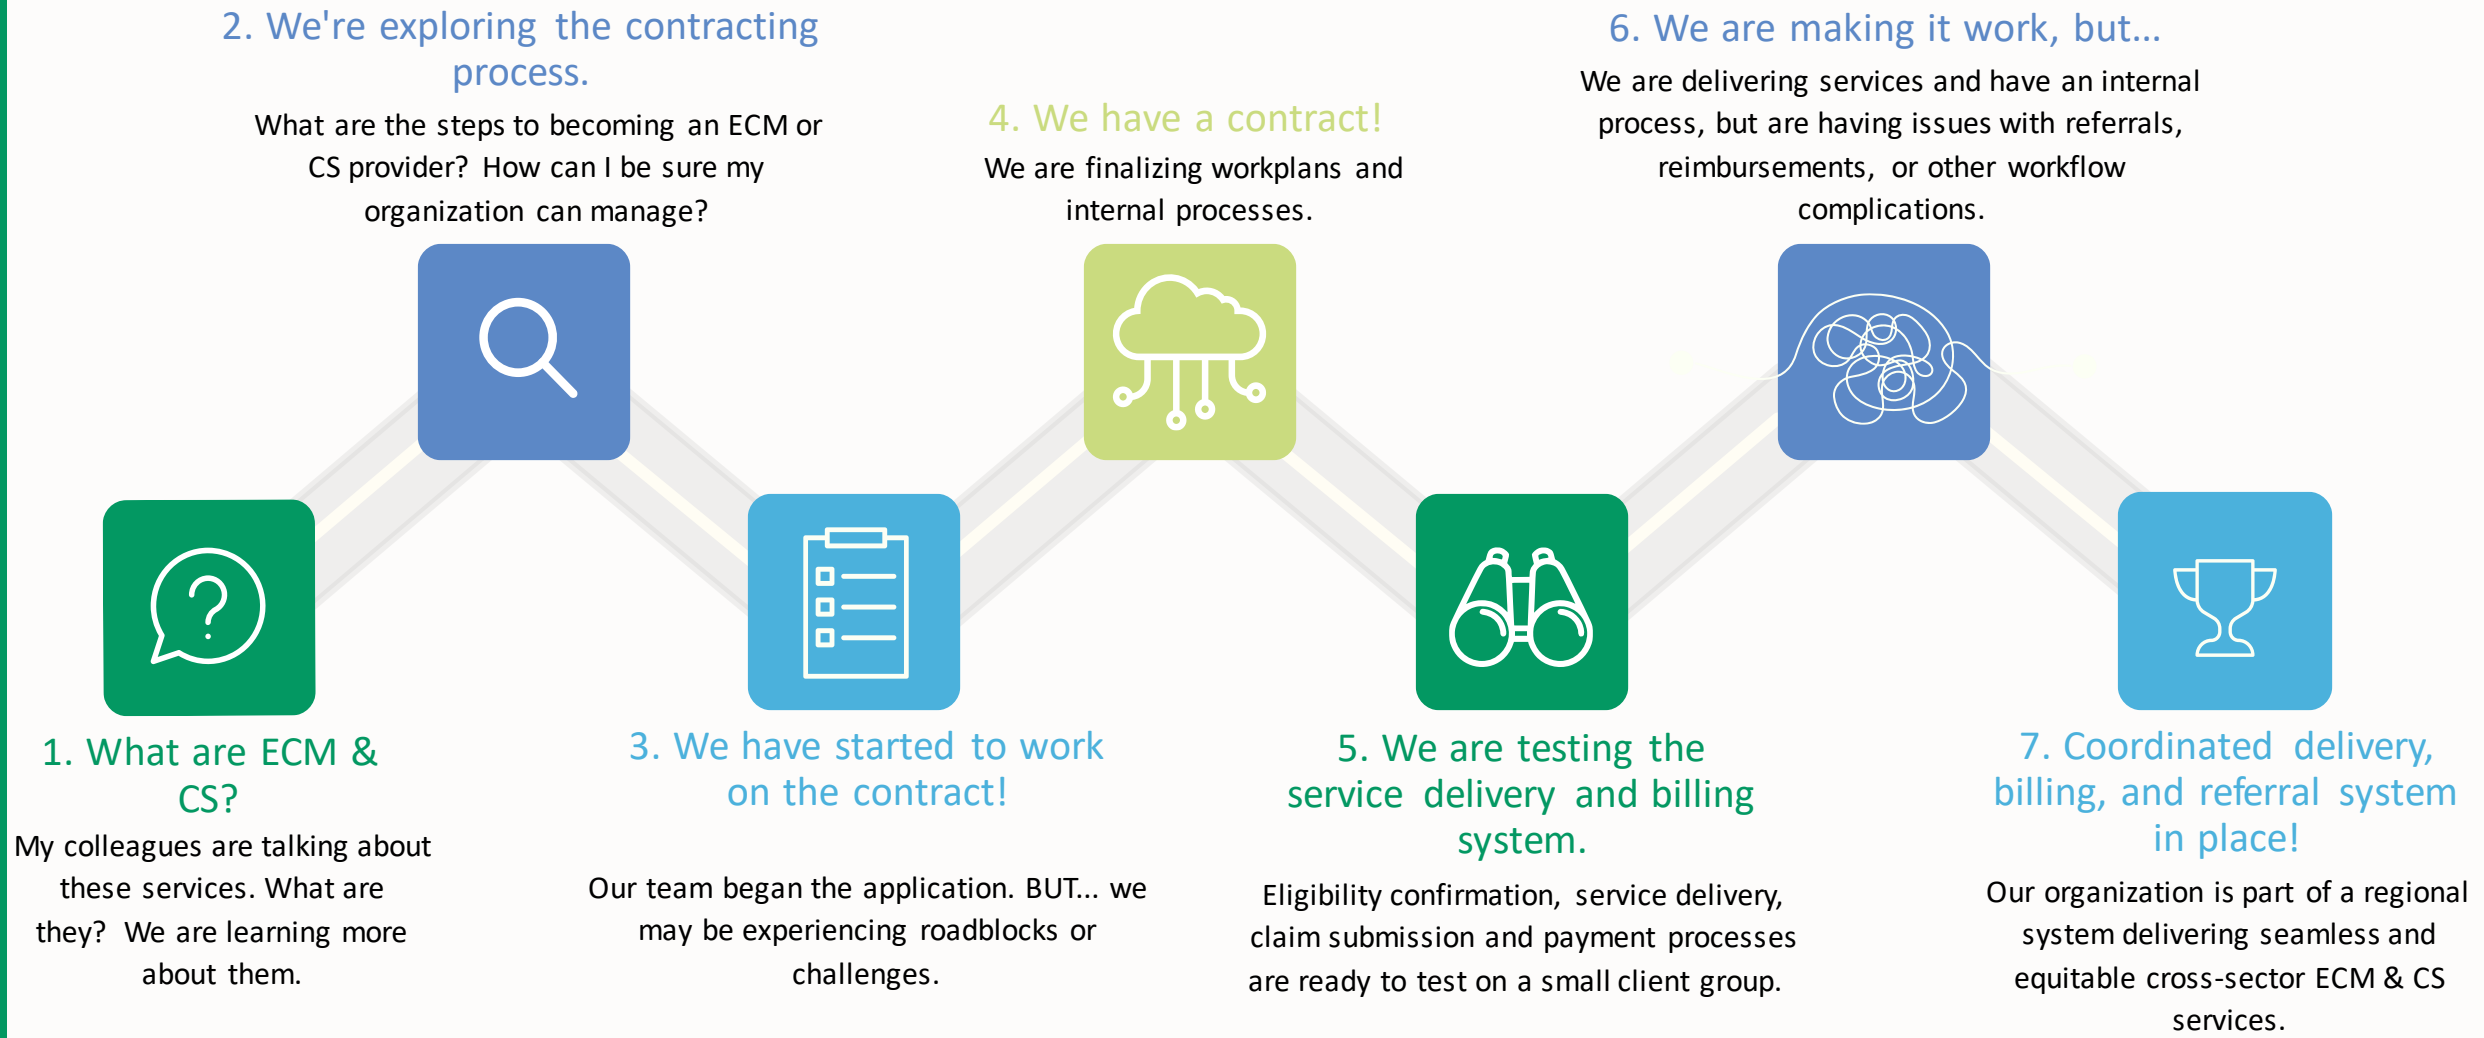 1. What are ECM &
CS?
My colleagues are talking about
these services. What are
they? We are learning more
about them.
2. We're exploring the contracting
process.
What are the steps to becoming an ECM or
CS provider? How can I be sure my
organization can manage?
3. We have started to work
on the contract!
Our team began the application. BUT... we
may be experiencing roadblocks or
challenges.
4. We have a contract!
We are finalizing workplans and
internal processes.
5. We are testing the
service delivery and billing
system.
Eligibility confirmation, service delivery,
claim submission and payment processes
are ready to test on a small client group.
6. We are making it work, but...
We are delivering services and have an internal
process, but are having issues with referrals,
reimbursements, or other workflow
complications.
7. Coordinated delivery,
billing, and referral system
in place!
Our organization is part of a regional
system delivering seamless and
equitable cross-sector ECM & CS
services.